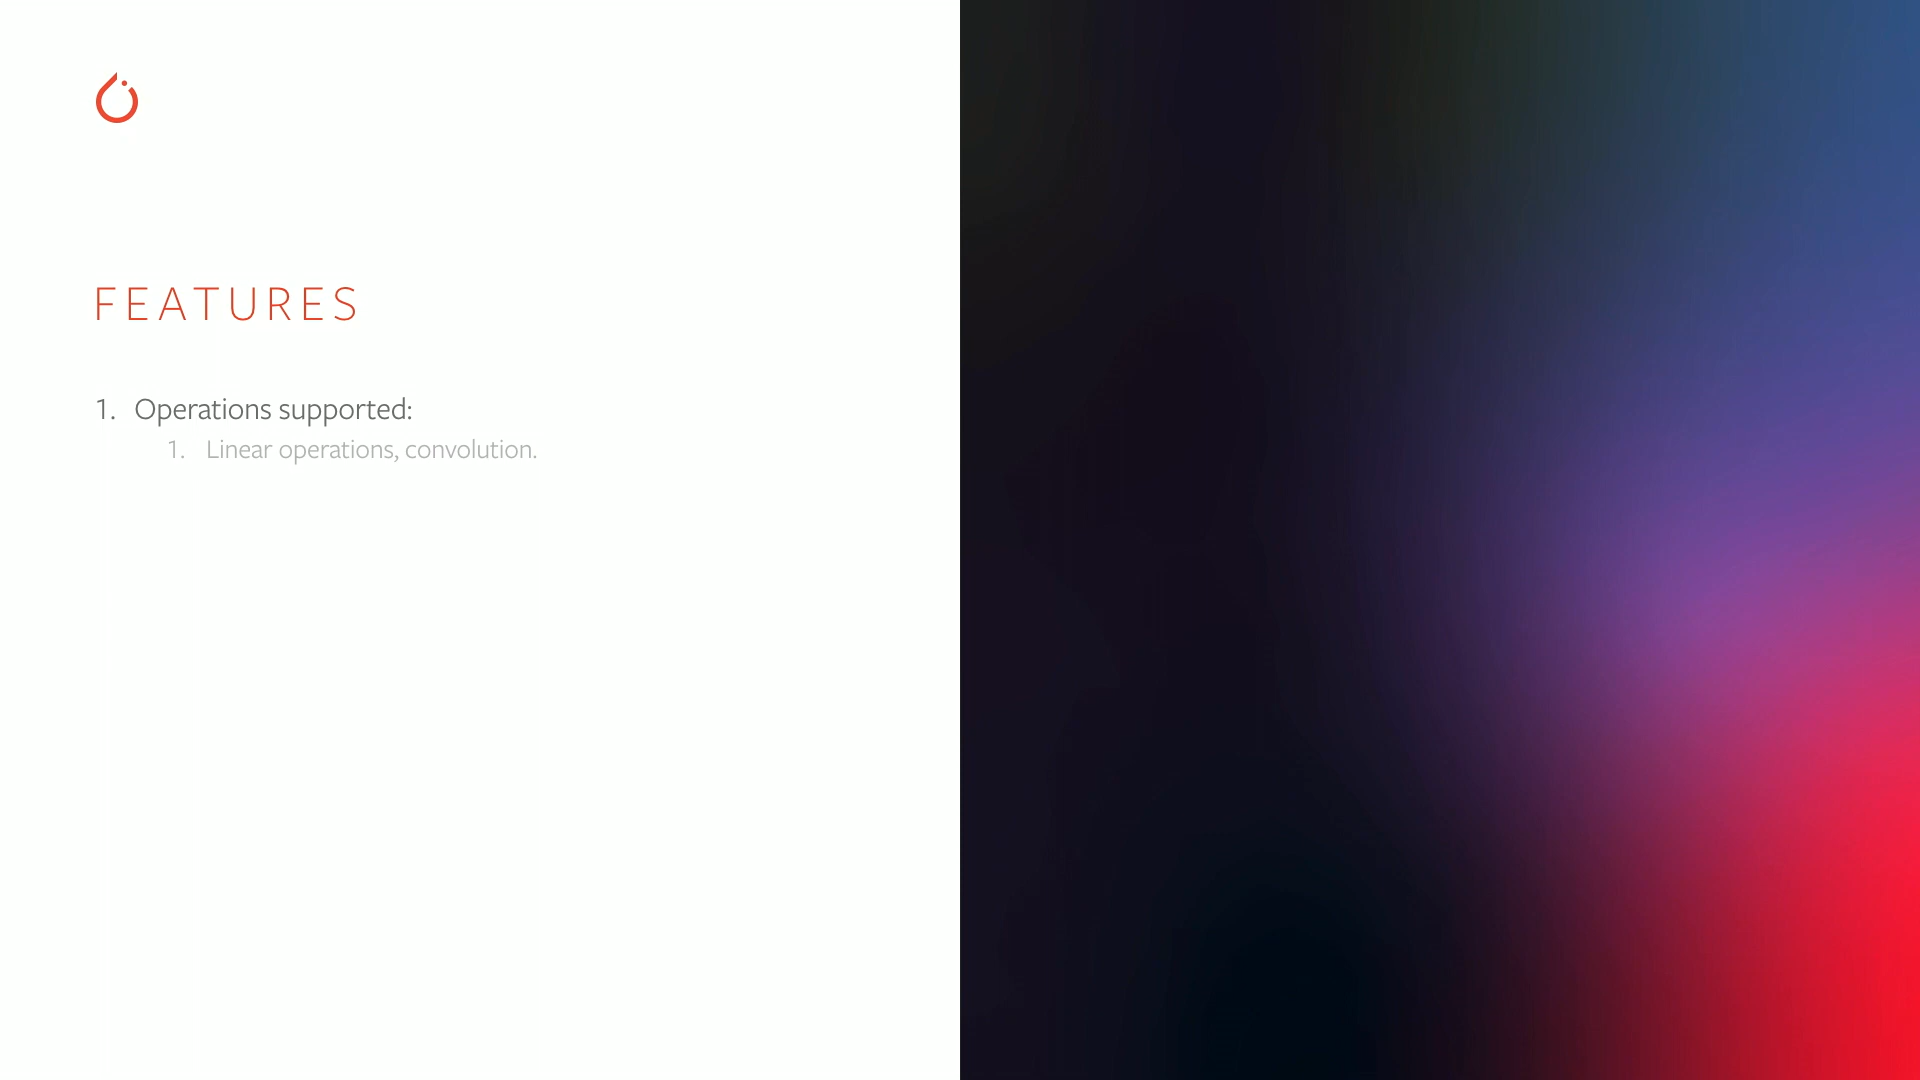 FEATURES
1. Operations supported:
1. Linear operations, convolution.